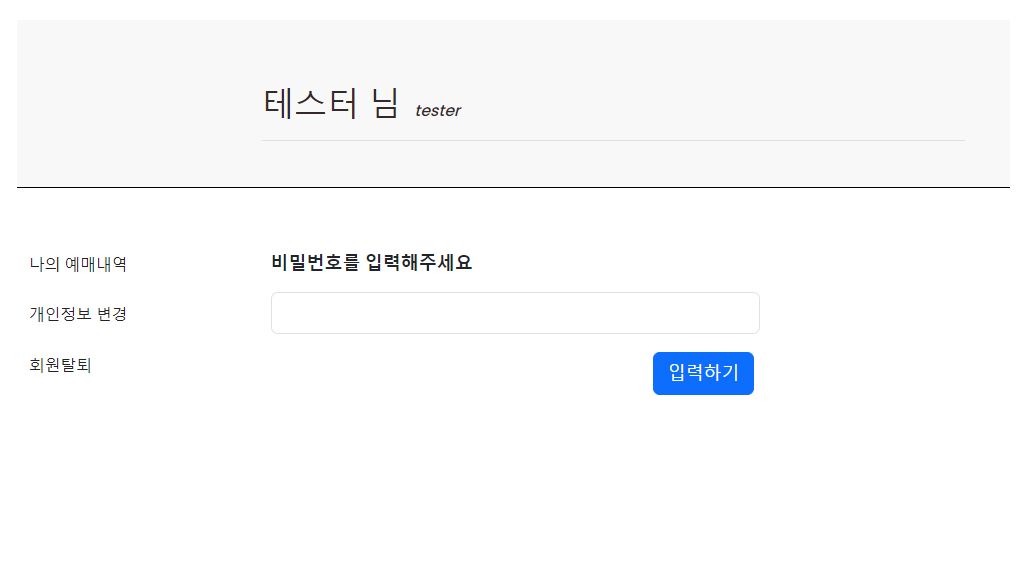 테스터 님 tester
나의 예매내역
개인정보 변경
회원탈퇴
비밀번호를 입력해주세요
입력하기